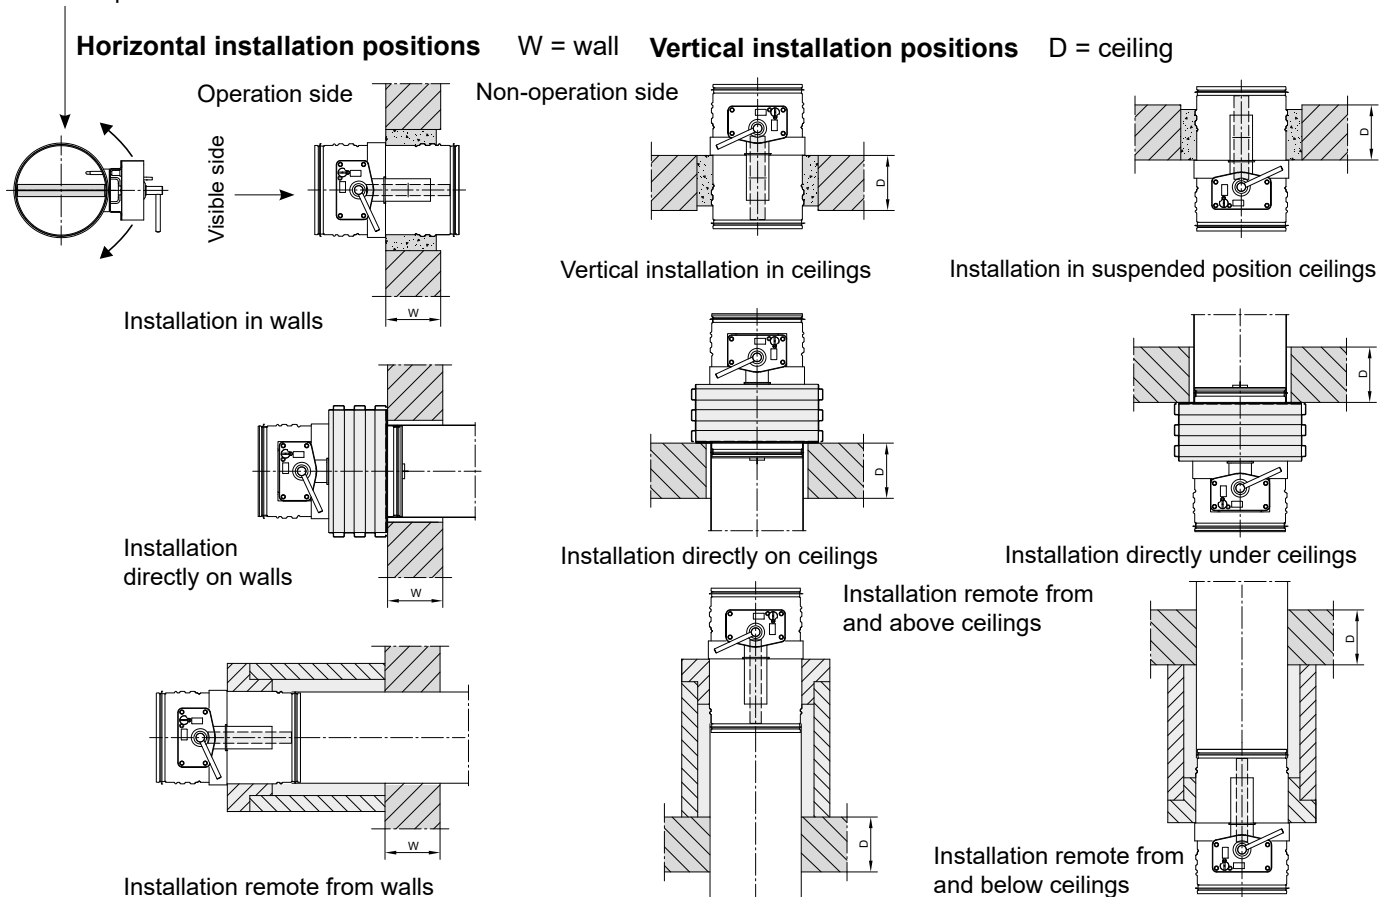 Horizontal installation positions W = wall Vertical installation positions D = ceiling
Operation side
Non-operation side
Visible side
W
D
D
Vertical installation in ceilings
Installation in suspended position ceilings
Installation in walls
W
D
D
Installation
directly on walls
Installation directly on ceilings
Installation directly under ceilings
Installation remote from
and above ceilings
W
D
D
Installation remote from walls
Installation remote from
and below ceilings